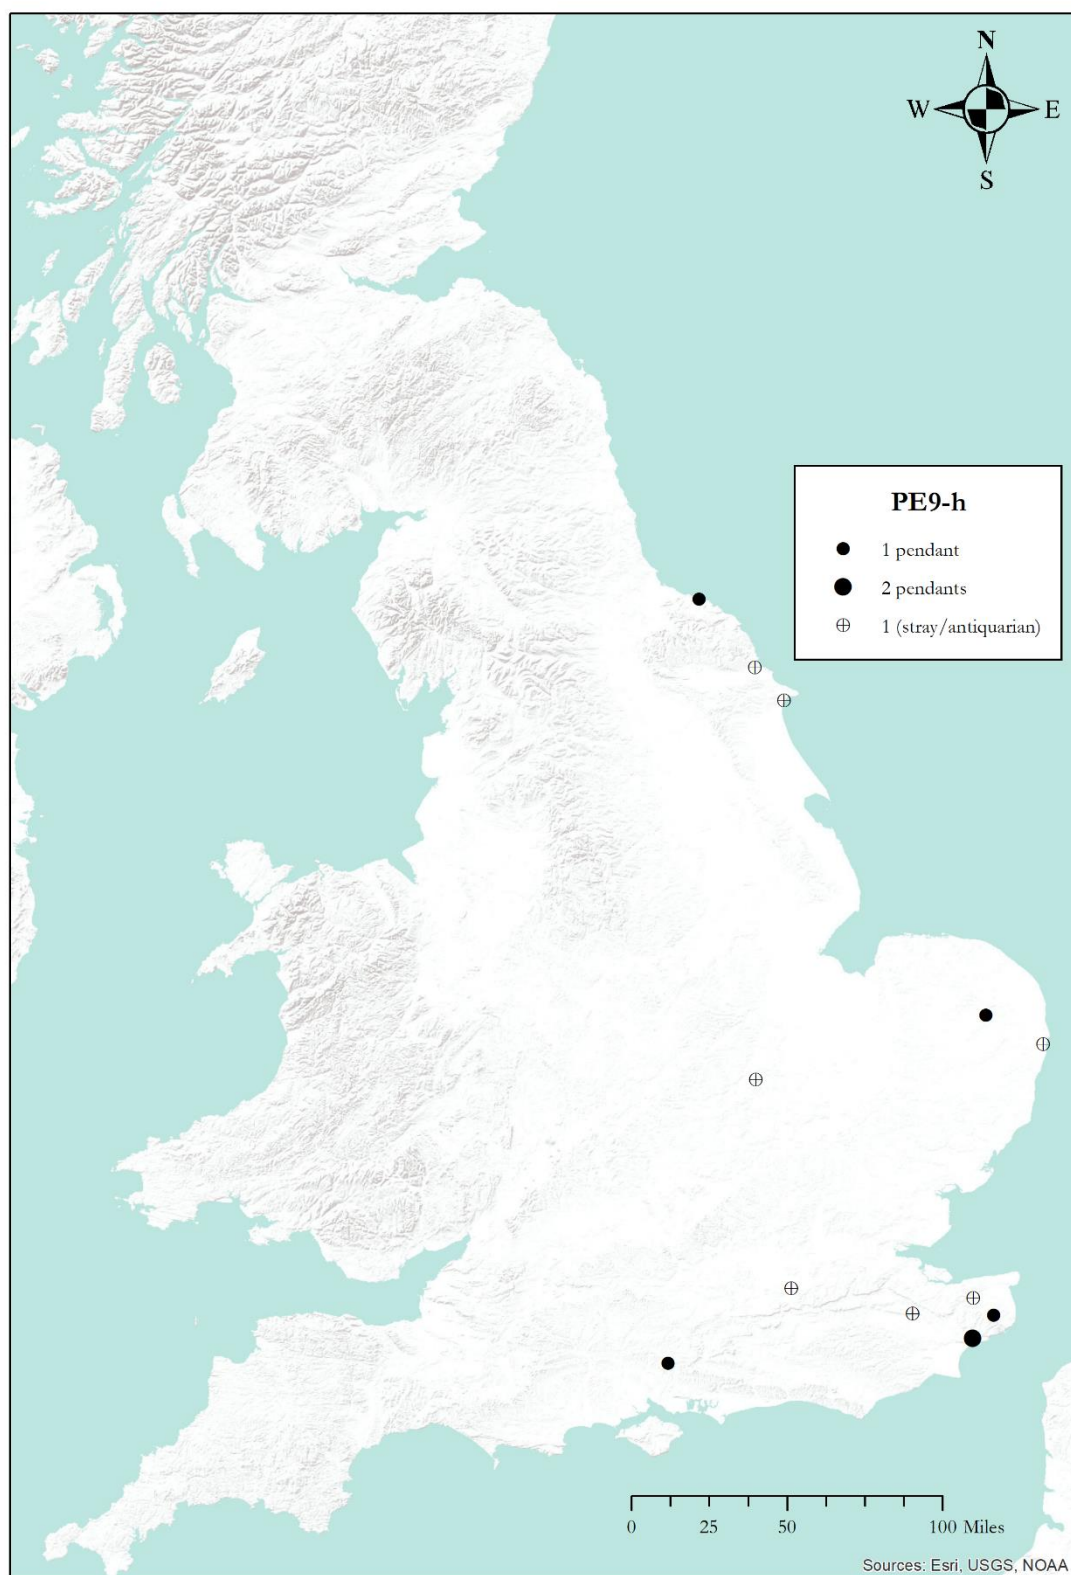 N
W E
S
PE9-h
1 pendant
2 pendants
1 (stray/antiquarian)
0 25 50 100 Miles
Sources: Esri, USGS, NOAA